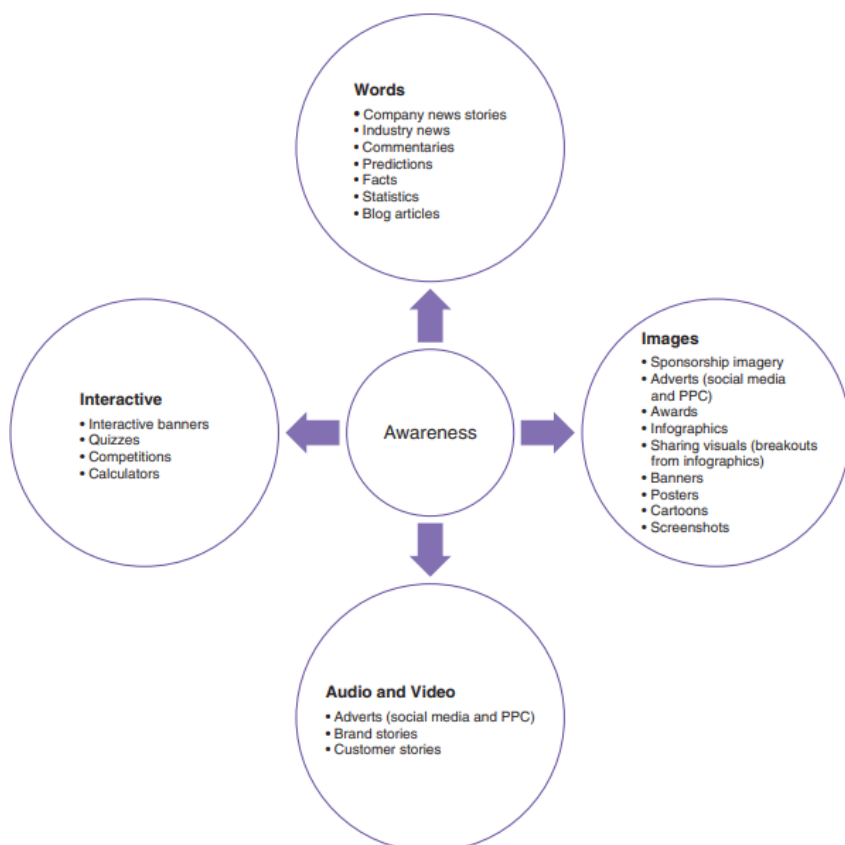 Words
• Company news stories
• Industry news
• Commentaries
• Predictions
• Facts
• Statistics
• Blog articles
Interactive
• Interactive banners
• Quizzes
• Competitions
• Calculators
Awareness
Images
• Sponsorship imagery
• Adverts (social media
and PPC)
• Awards
• Infographics
• Sharing visuals (breakouts
from infographics)
• Banners
• Posters
• Cartoons
• Screenshots
Audio and Video
• Adverts (social media and PPC)
• Brand stories
• Customer stories